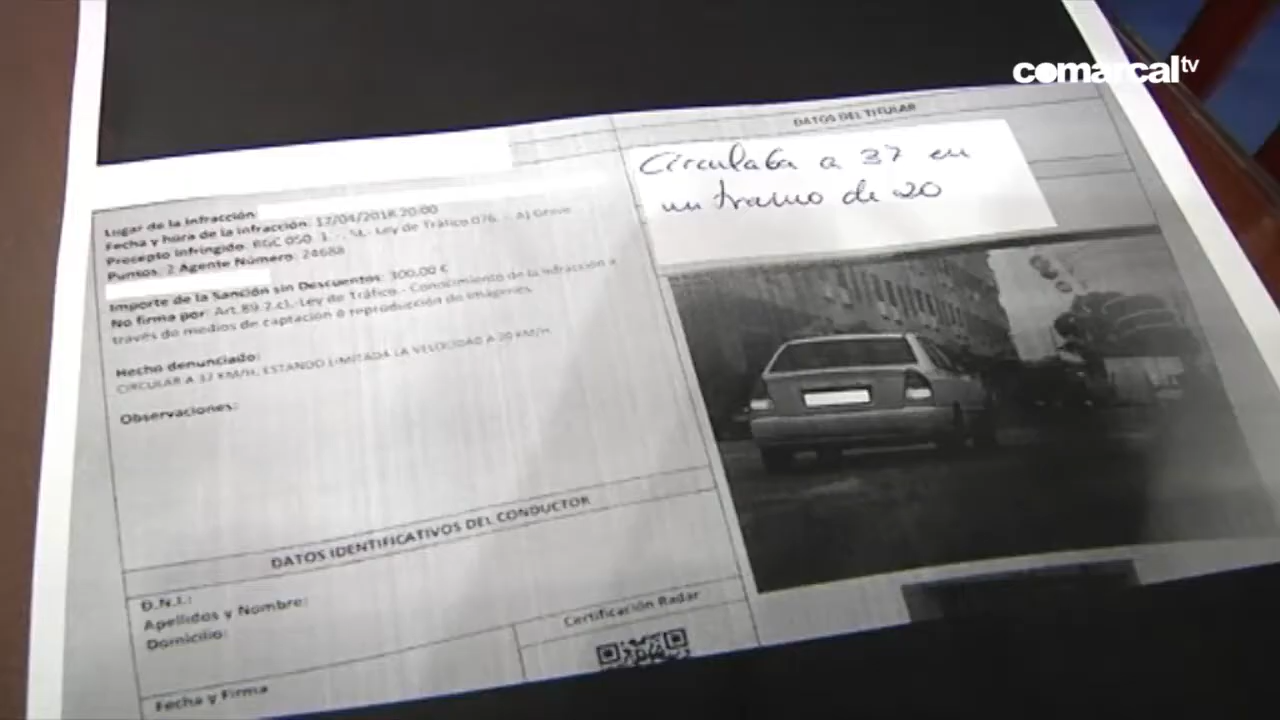 comarcal tv
DATOS DEL TITULAR
Circulaba a 37 en
un tramo de 20
Lugar de la Infracción:
Fecha y hora de la infracción: 12/04/2018 20:00
Precepto Infringido: RGC 050. 1. - 5L- Ley de Tráfico 076. - A) Grave
Puntos: 2 Agente Número: 24688
Importe de la Sanción sin Descuentos: 300,00 €
No firma por: Art.89.2.c).-Ley de Tráfico.- Conocimiento de la infracción a
través de medios de captación o reproducción de imágenes.
Hecho denunciado:
CIRCULAR A 37 KM/H, ESTANDO LIMITADA LA VELOCIDAD A 20 KM/H.
Observaciones:
DATOS IDENTIFICATIVOS DEL CONDUCTOR
D.N.I.:
Apellidos y Nombre:
Domicilio:
Certificación Radar
Fecha y Firma